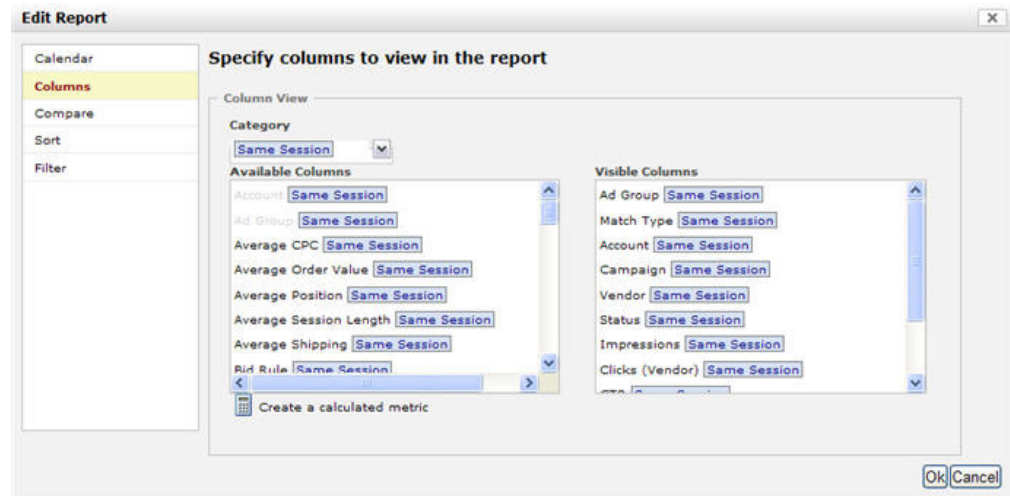 Edit Report
Calendar
Columns
Compare
Sort
Filter
Specify columns to view in the report
Column View
Category
Same Session
Available Columns
Account Same Session
Ad Group Same Session
Average CPC Same Session
Average Order Value Same Session
Average Position Same Session
Average Session Length Same Session
Average Shipping Same Session
Bid Rule Same Session
Create a calculated metric
Visible Columns
Ad Group Same Session
Match Type Same Session
Account Same Session
Campaign Same Session
Vendor Same Session
Status Same Session
Impressions Same Session
Clicks (Vendor) Same Session
Ok Cancel